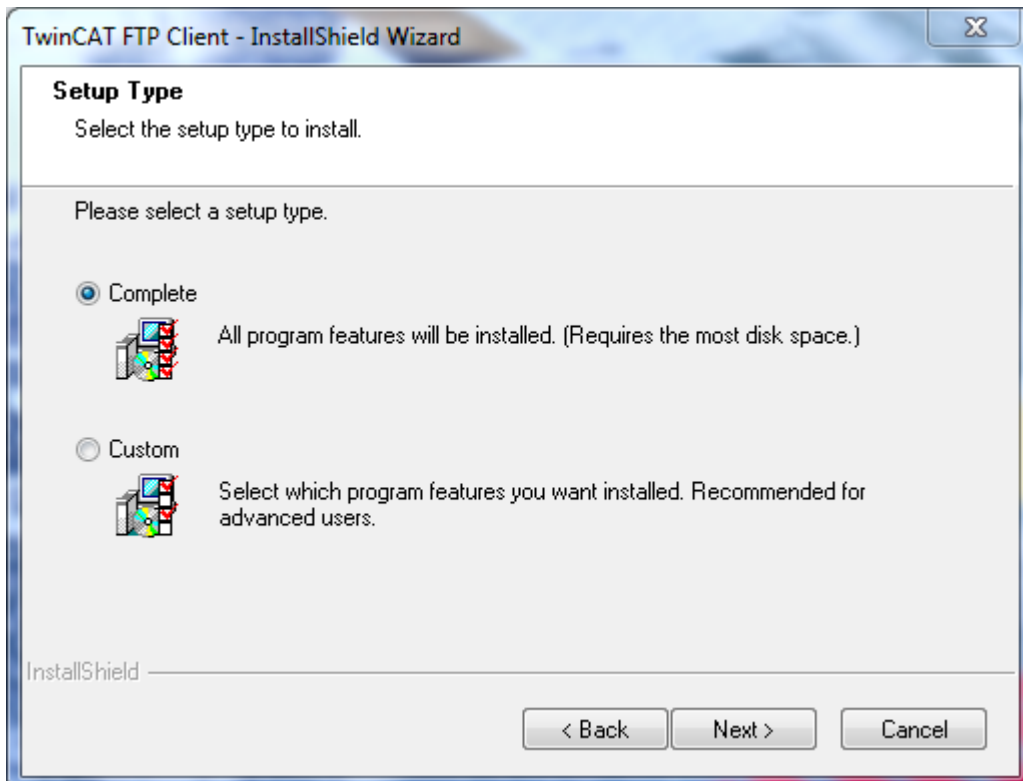 TwinCAT FTP Client - InstallShield Wizard
Setup Type
Select the setup type to install.
Please select a setup type.
Complete
All program features will be installed. (Requires the most disk space.)
Custom
Select which program features you want installed. Recommended for
advanced users.
InstallShield
< Back
Next >
Cancel